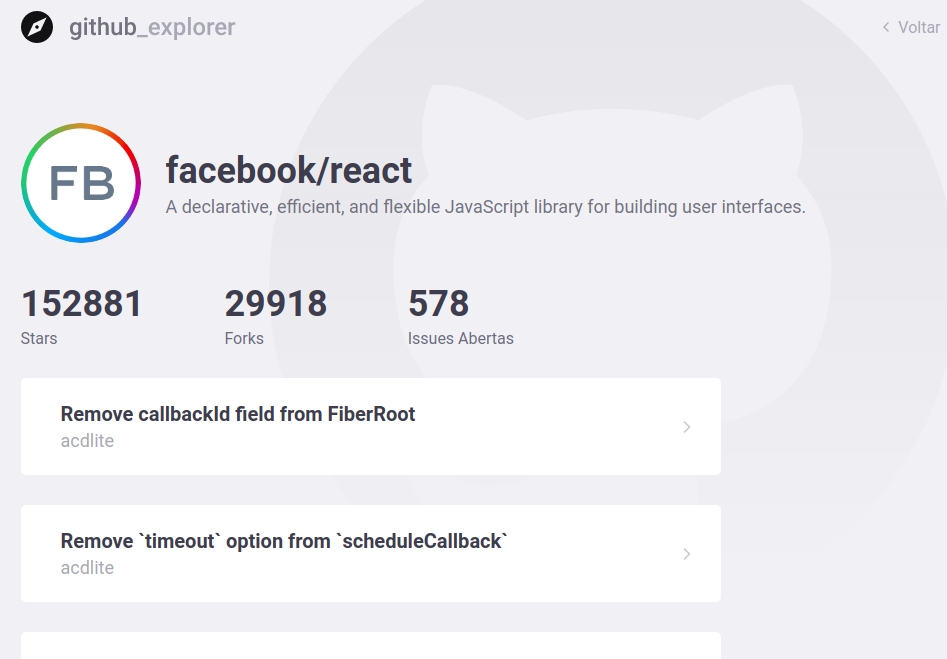 github_explorer
Voltar
FB
facebook/react
A declarative, efficient, and flexible JavaScript library for building user interfaces.
152881 29918 578
Stars Forks Issues Abertas
Remove callbackId field from FiberRoot
acdlite
Remove `timeout` option from `scheduleCallback`
acdlite